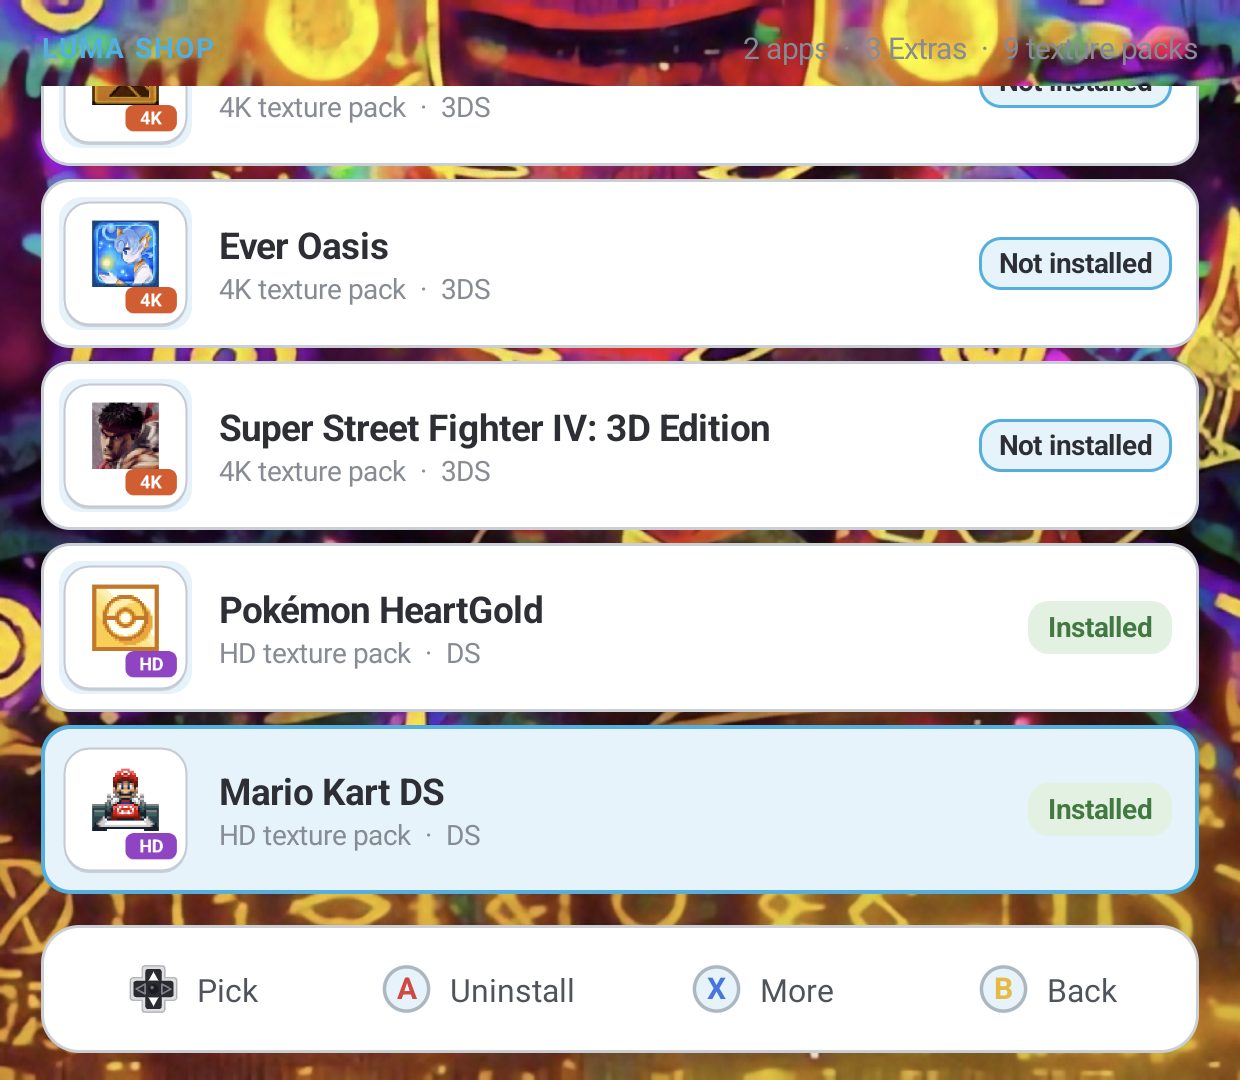 LUMA SHOP
2 apps · 3 Extras · 9 texture packs
Not installed
4K texture pack · 3DS
4K
Ever Oasis
4K texture pack · 3DS
4K
Not installed
Super Street Fighter IV: 3D Edition
4K texture pack · 3DS
4K
Not installed
Pokémon HeartGold
HD texture pack · DS
HD
Installed
Mario Kart DS
HD texture pack · DS
HD
Installed
Pick
A Uninstall
X More
B Back